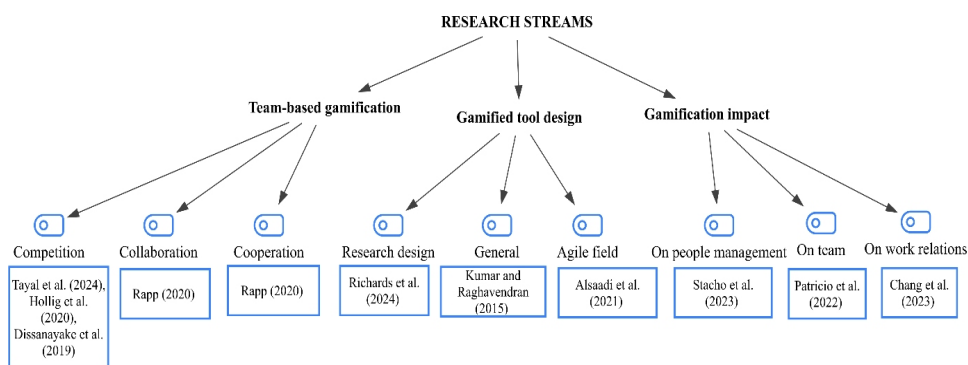 RESEARCH STREAMS
Team-based gamification
Gamified tool design
Gamification impact
Competition
Collaboration
Cooperation
Research design
General
Agile field
On people management
On team
On work relations
Tayal et al. (2024),
Hollig et al.
(2020),
Dissanayake et al.
(2019)
Rapp (2020)
Rapp (2020)
Richards et al.
(2024)
Kumar and
Raghavendran
(2015)
Alsaadi et al.
(2021)
Stacho et al.
(2023)
Patricio et al.
(2022)
Chang et al.
(2023)